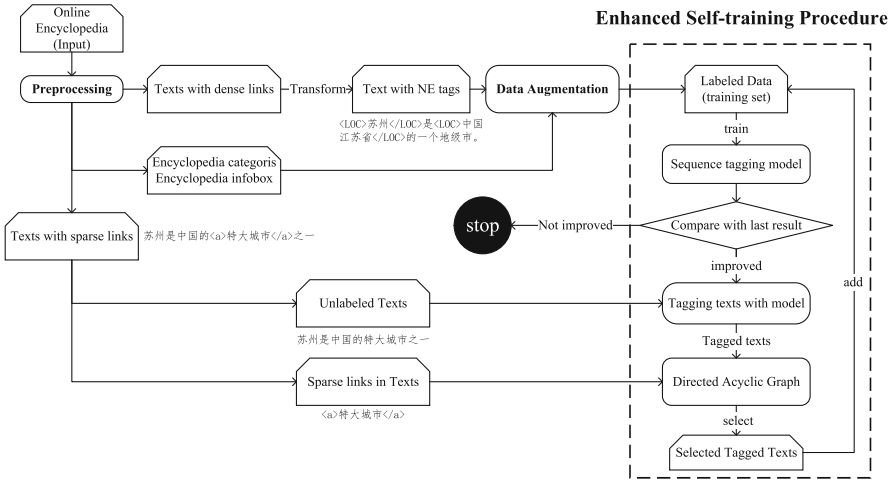 Enhanced Self-training Procedure
Online
Encyclopedia
(Input)
Preprocessing
Texts with dense links
Transform
Text with NE tags
Data Augmentation
Labeled Data
(training set)
<LOC>苏州</LOC>是<LOC>中国
江苏省</LOC>的一个地级市。
train
Encyclopedia categoris
Encyclopedia infobox
Sequence tagging model
Texts with sparse links
苏州是中国的<a>特大城市</a>之一
stop
Not improved
Compare with last result
improved
add
Unlabeled Texts
苏州是中国的特大城市之一
Tagging texts with model
Tagged texts
Sparse links in Texts
<a>特大城市</a>
Directed Acyclic Graph
select
Selected Tagged Texts